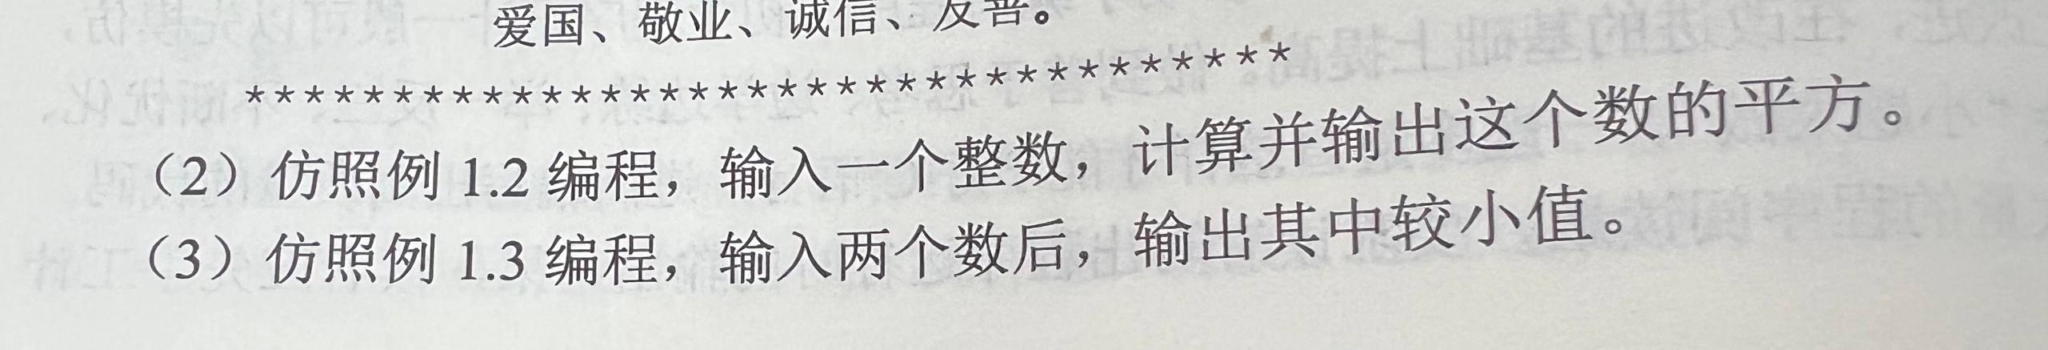 爱国、敬业、诚信、友善。
***********************************
（2）仿照例 1.2 编程，输入一个整数，计算并输出这个数的平方。
（3）仿照例 1.3 编程，输入两个数后，输出其中较小值。